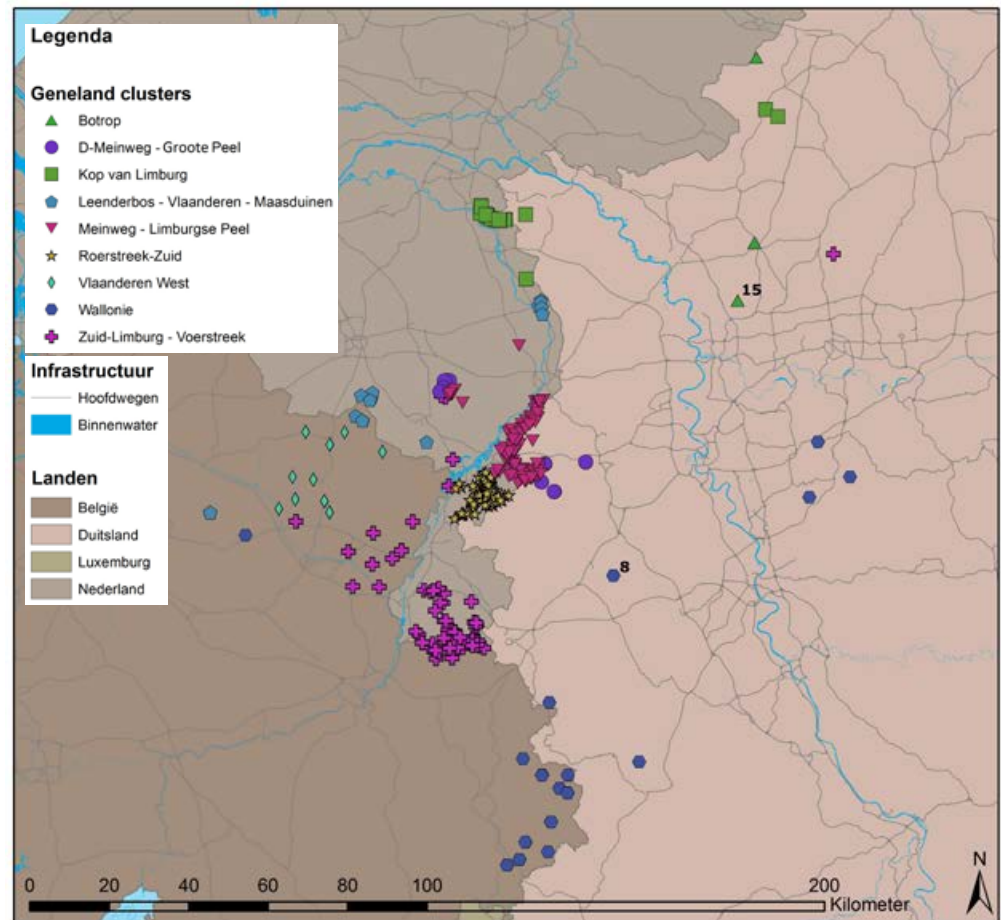 Legenda
Geneland clusters
Botrop
D-Meinweg - Groote Peel
Kop van Limburg
Leenderbos - Vlaanderen - Maasduinen
Meinweg - Limburgse Peel
Roerstreek-Zuid
Vlaanderen West
Wallonie
Zuid-Limburg - Voerstreek
Infrastructuur
Hoofdwegen
Binnenwater
Landen
België
Duitsland
Luxemburg
Nederland
15
8
N
0 20 40 60 80 100 200
Kilometer